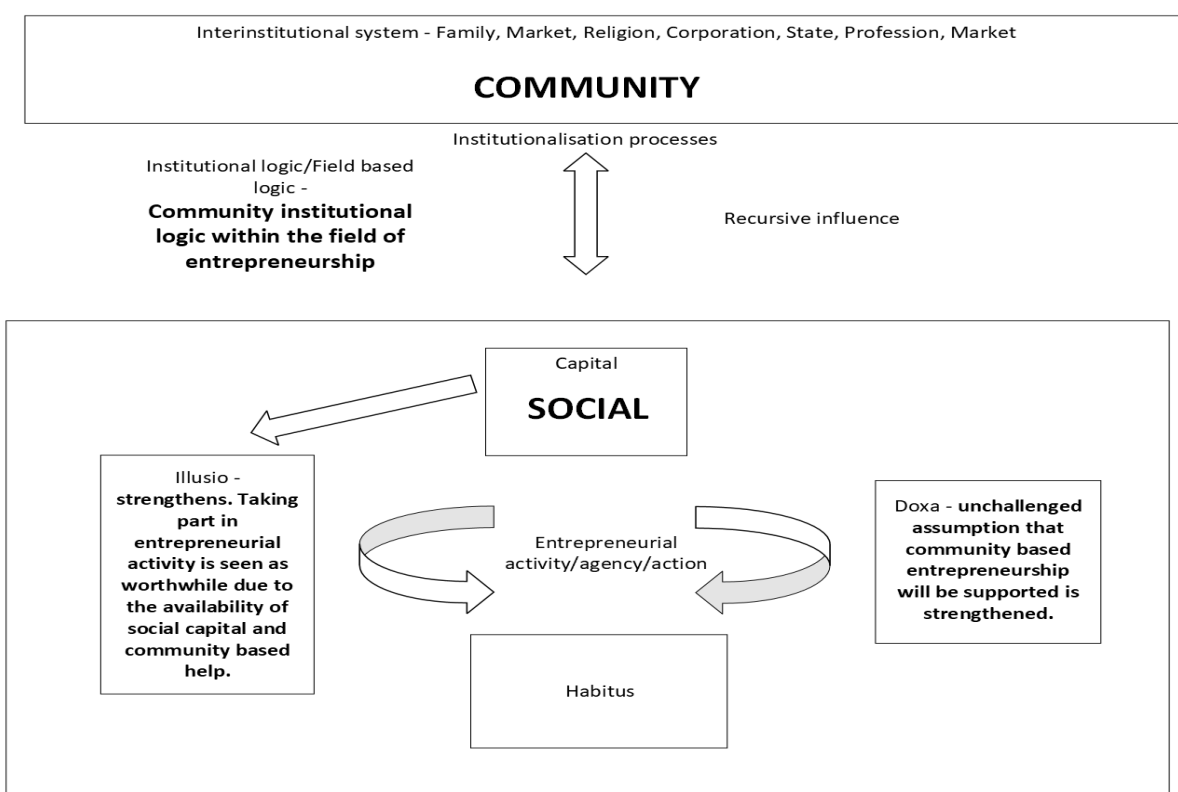 Interinstitutional system - Family, Market, Religion, Corporation, State, Profession, Market
COMMUNITY
Institutionalisation processes
Institutional logic/Field based
logic -
Community institutional
logic within the field of
entrepreneurship
Recursive influence
Capital
SOCIAL
Illusio -
strengthens. Taking
part in
entrepreneurial
activity is seen as
worthwhile due to
the availability of
social capital and
community based
help.
Entrepreneurial
activity/agency/action
Doxa - unchallenged
assumption that
community based
entrepreneurship
will be supported is
strengthened.
Habitus